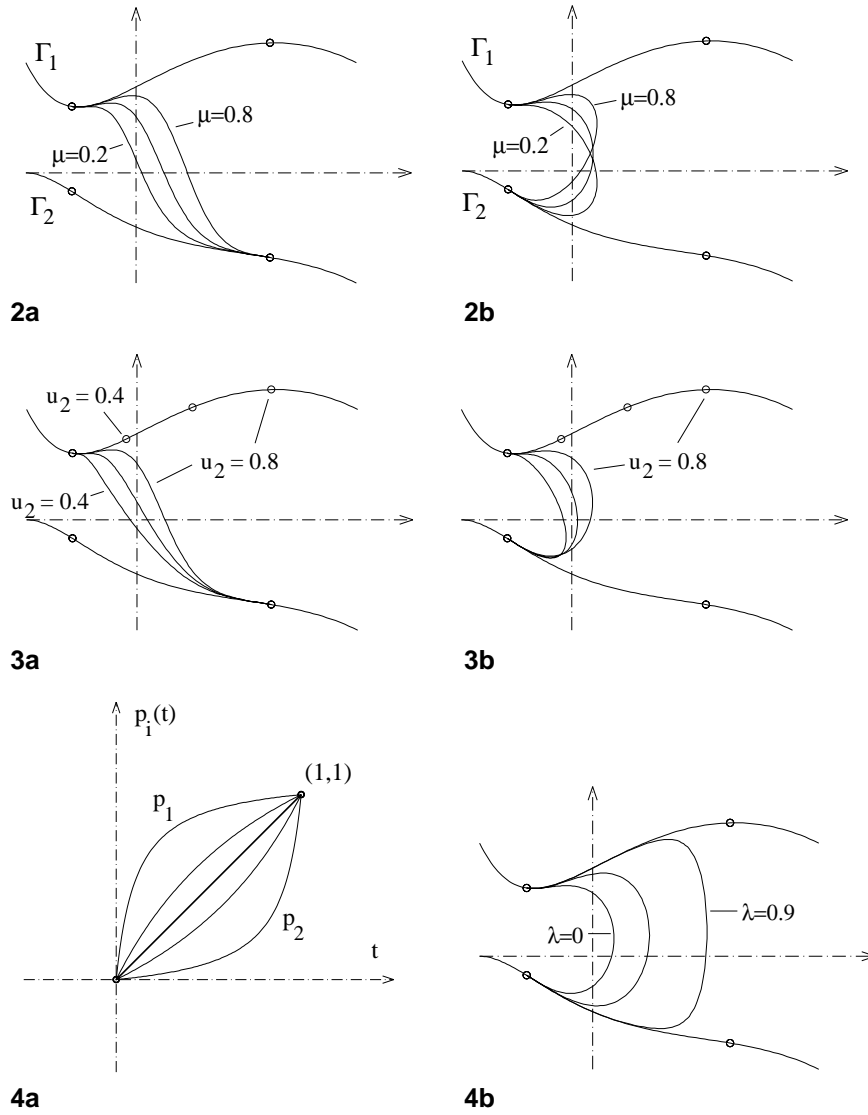 Γ1
μ=0.8
μ=0.2
Γ2
2a
Γ1
μ=0.8
μ=0.2
Γ2
2b
u2 = 0.4
u2 = 0.8
u2 = 0.4
3a
u2 = 0.8
3b
pi(t)
(1,1)
p1
p2
t
4a
λ=0.9
λ=0
4b